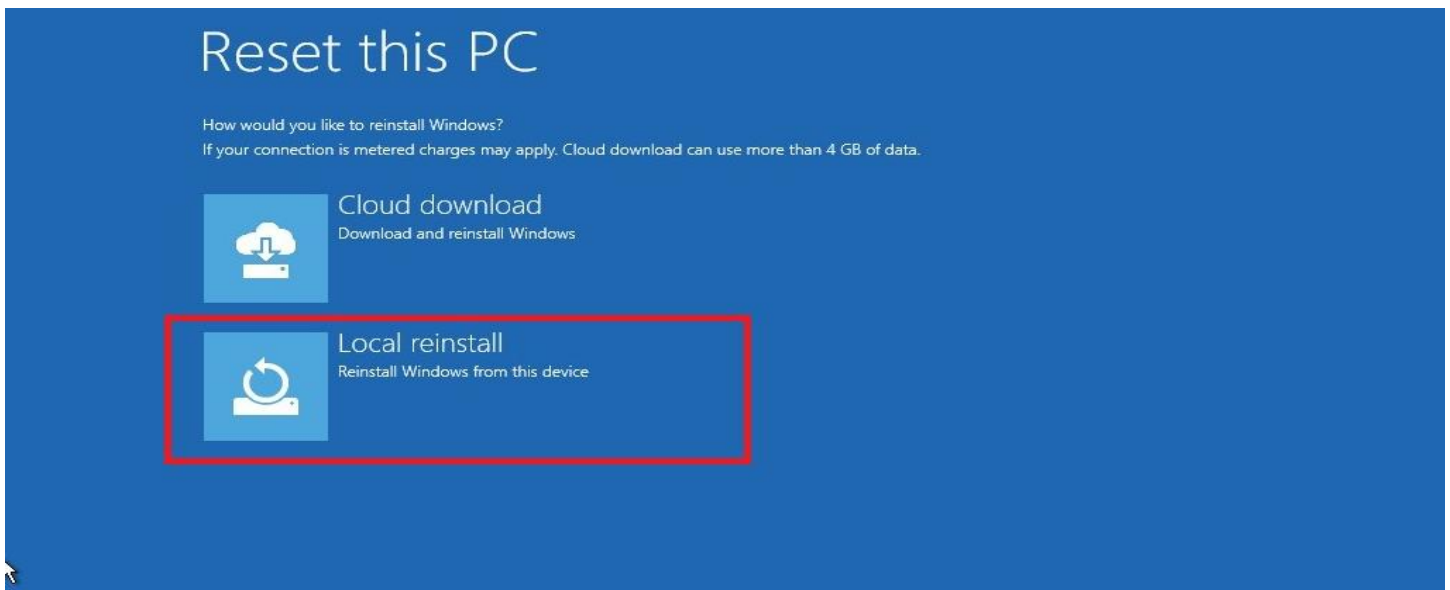 Reset this PC
How would you like to reinstall Windows?
If your connection is metered charges may apply. Cloud download can use more than 4 GB of data.
Cloud download
Download and reinstall Windows
Local reinstall
Reinstall Windows from this device